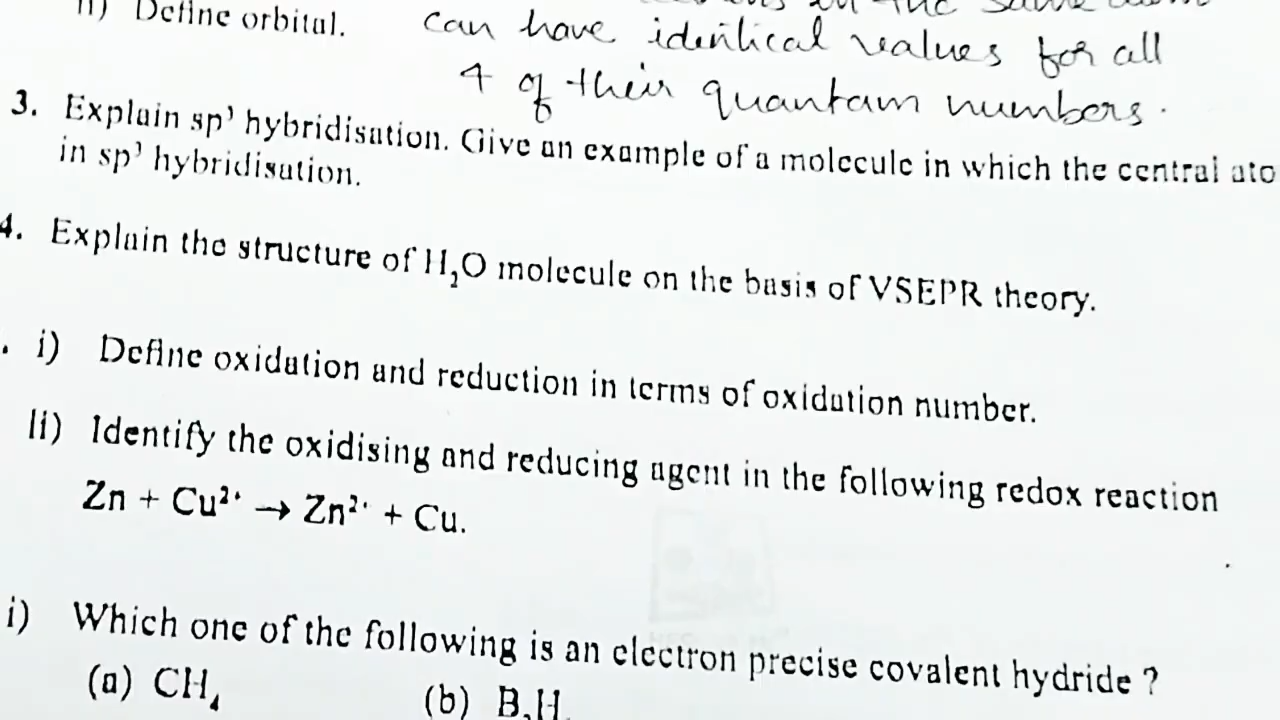 ii) Define orbital.
can have identical values for all
4 of their quantam numbers.
3. Explain sp³ hybridisation. Give an example of a molecule in which the central ato
in sp³ hybridisation.
4. Explain the structure of H₂O molecule on the basis of VSEPR theory.
i) Define oxidation and reduction in terms of oxidation number.
ii) Identify the oxidising and reducing agent in the following redox reaction
Zn + Cu²⁺ → Zn²⁺ + Cu.
i) Which one of the following is an electron precise covalent hydride ?
(a) CH₄
(b) B₂H